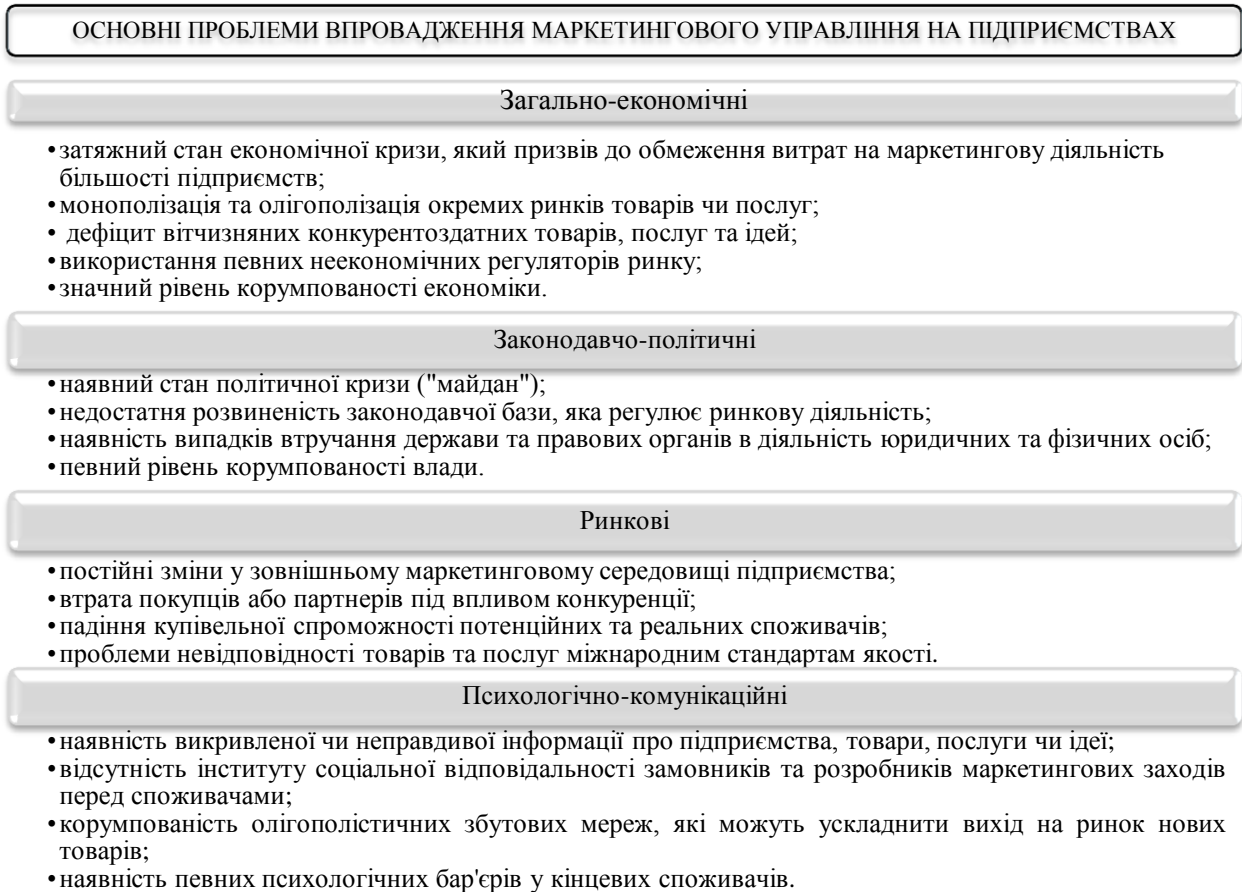 ОСНОВНІ ПРОБЛЕМИ ВПРОВАДЖЕННЯ МАРКЕТИНГОВОГО УПРАВЛІННЯ НА ПІДПРИЄМСТВАХ
Загально-економічні
•затяжний стан економічної кризи, який призвів до обмеження витрат на маркетингову діяльність
більшості підприємств;
•монополізація та олігополізація окремих ринків товарів чи послуг;
• дефіцит вітчизняних конкурентоздатних товарів, послуг та ідей;
•використання певних неекономічних регуляторів ринку;
•значний рівень корумпованості економіки.
Законодавчо-політичні
•наявний стан політичної кризи ("майдан");
•недостатня розвиненість законодавчої бази, яка регулює ринкову діяльність;
•наявність випадків втручання держави та правових органів в діяльність юридичних та фізичних осіб;
•певний рівень корумпованості влади.
Ринкові
•постійні зміни у зовнішньому маркетинговому середовищі підприємства;
•втрата покупців або партнерів під впливом конкуренції;
•падіння купівельної спроможності потенційних та реальних споживачів;
•проблеми невідповідності товарів та послуг міжнародним стандартам якості.
Психологічно-комунікаційні
•наявність викривленої чи неправдивої інформації про підприємства, товари, послуги чи ідеї;
•відсутність інституту соціальної відповідальності замовників та розробників маркетингових заходів
перед споживачами;
•корумпованість олігополістичних збутових мереж, які можуть ускладнити вихід на ринок нових
товарів;
•наявність певних психологічних бар'єрів у кінцевих споживачів.